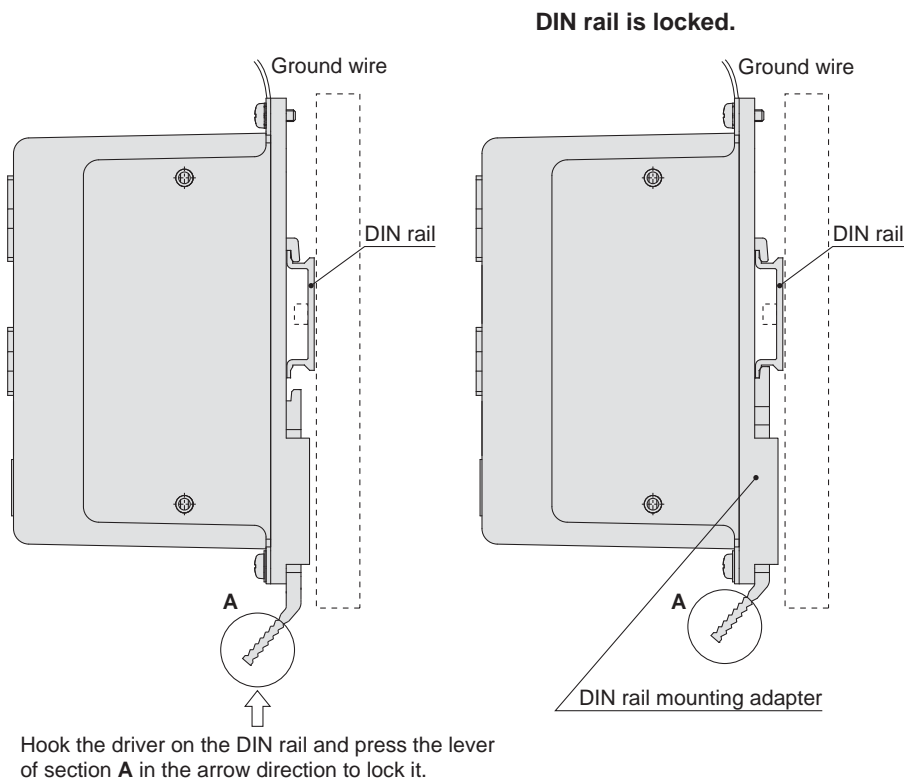 DIN rail is locked.
Ground wire
Ground wire
DIN rail
DIN rail
A
A
DIN rail mounting adapter
Hook the driver on the DIN rail and press the lever
of section A in the arrow direction to lock it.